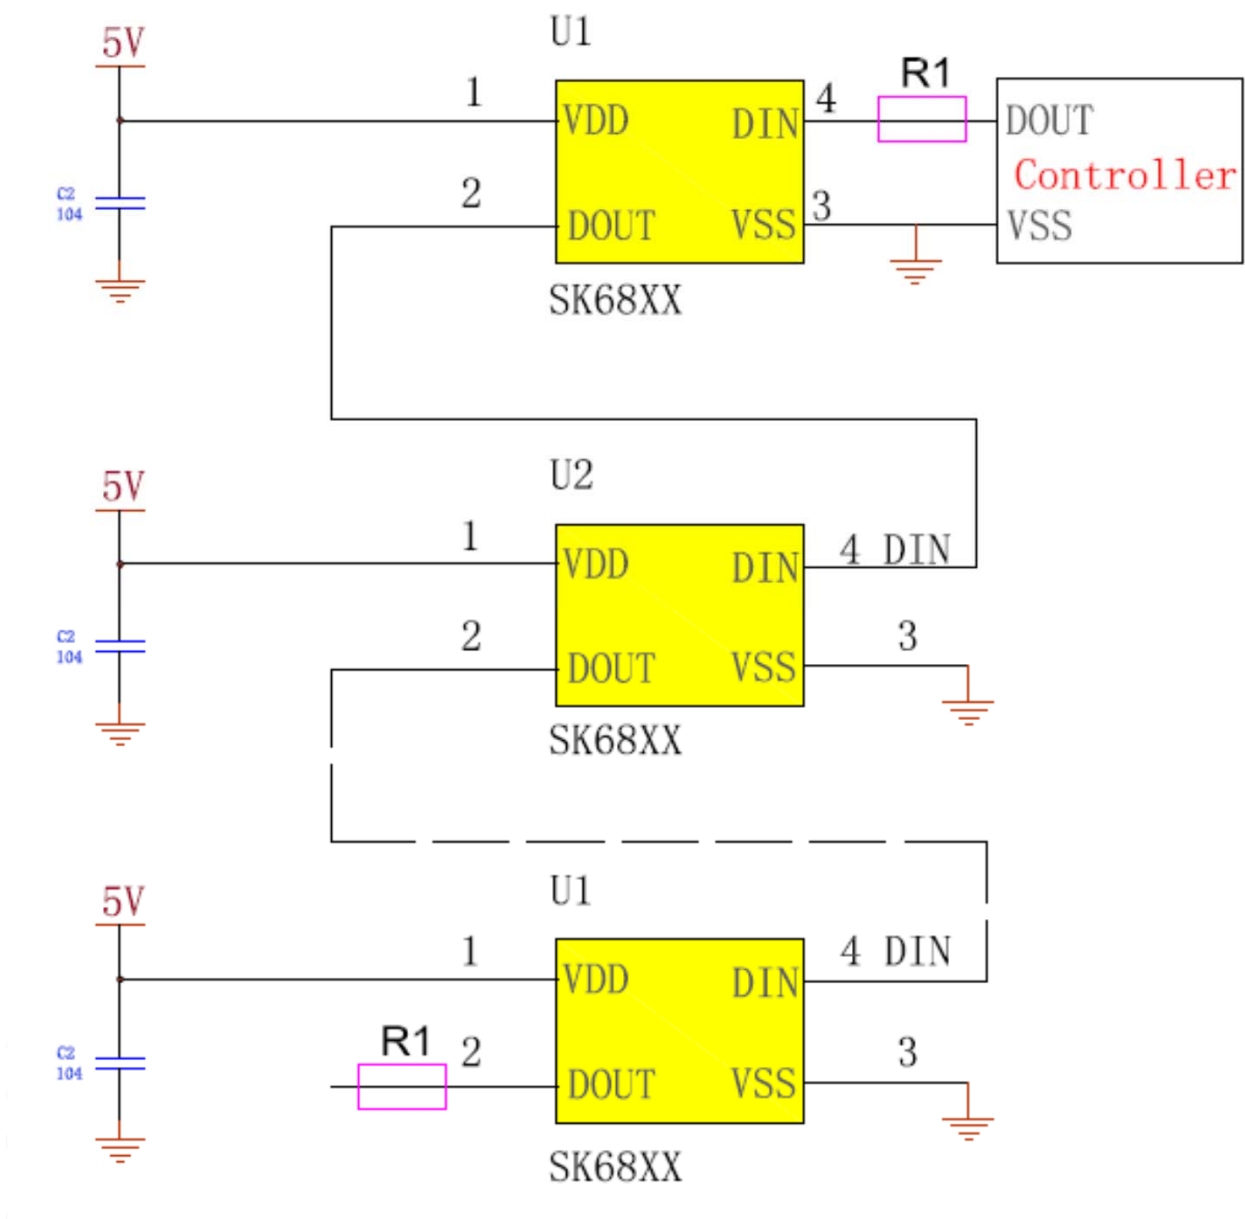 U1
5V
R1
1
4
VDD
DIN
DOUT
Controller
C2
104
2
3
DOUT
VSS
VSS
SK68XX
U2
5V
1
4 DIN
VDD
DIN
C2
104
2
3
DOUT
VSS
SK68XX
U1
5V
1
4 DIN
VDD
DIN
R1
2
3
C2
104
DOUT
VSS
SK68XX